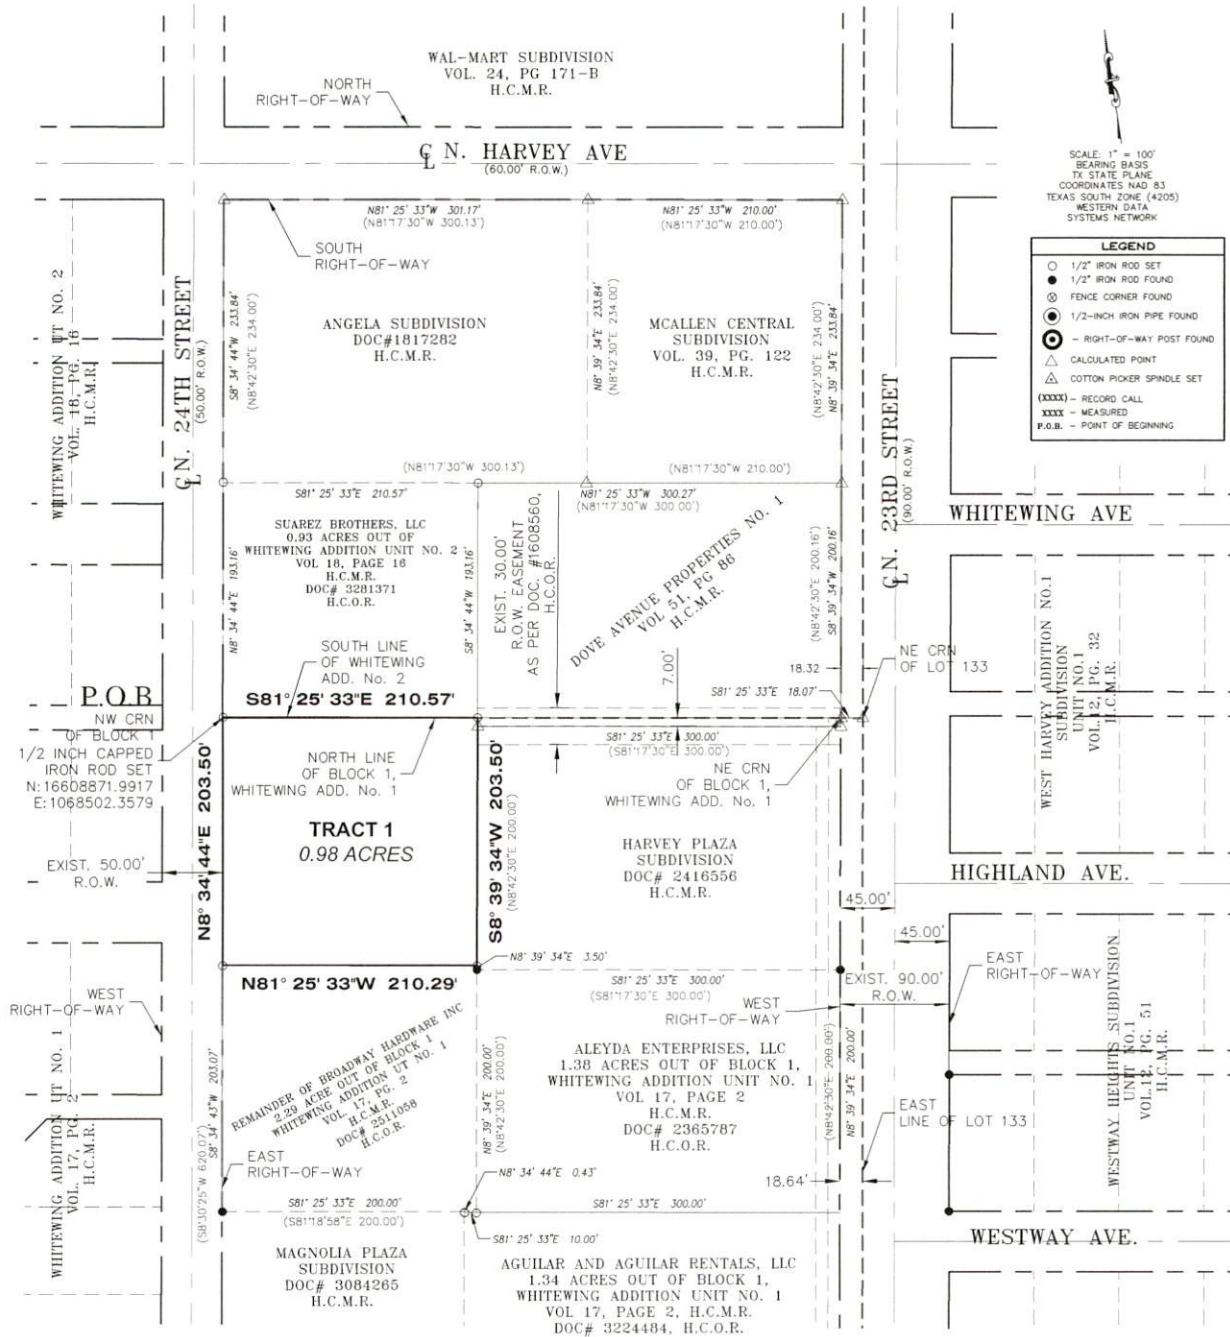 WAL-MART SUBDIVISION
VOL. 24, PG 171-B
H.C.M.R.
NORTH
RIGHT-OF-WAY
℄ N. HARVEY AVE
(60.00' R.O.W.)
SCALE: 1" = 100'
BEARING BASIS
TX STATE PLANE
COORDINATES NAD 83
TEXAS SOUTH ZONE (4205)
WESTERN DATA
SYSTEMS NETWORK
LEGEND
1/2" IRON ROD SET
1/2" IRON ROD FOUND
FENCE CORNER FOUND
1/2-INCH IRON PIPE FOUND
- RIGHT-OF-WAY POST FOUND
CALCULATED POINT
COTTON PICKER SPINDLE SET
(XXXX) - RECORD CALL
XXXX - MEASURED
P.O.B. - POINT OF BEGINNING
N81° 25' 33"W 301.17'
(N81°17'30"W 300.13')
N81° 25' 33"W 210.00'
(N81°17'30"W 210.00')
SOUTH
RIGHT-OF-WAY
WHITEWING ADDITION UT NO. 2
VOL. 18, PG. 16
H.C.M.R.
℄ N. 24TH STREET
(50.00' R.O.W.)
S8° 34' 44"W 233.84'
(N8°42'30"E 234.00')
ANGELA SUBDIVISION
DOC#1817282
H.C.M.R.
N8° 39' 34"E 233.84'
(N8°42'30"E 234.00')
MCALLEN CENTRAL
SUBDIVISION
VOL. 39, PG. 122
H.C.M.R.
(N8°42'30"E 234.00')
N8° 39' 34"E 233.84'
℄ N. 23RD STREET
(90.00' R.O.W.)
(N81°17'30"W 300.13')
(N81°17'30"W 210.00')
S81° 25' 33"E 210.57'
N81° 25' 33"W 300.27'
(N81°17'30"W 300.00')
WHITEWING AVE
SUAREZ BROTHERS, LLC
0.93 ACRES OUT OF
WHITEWING ADDITION UNIT NO. 2
VOL 18, PAGE 16
H.C.M.R.
DOC# 3281371
H.C.O.R.
N8° 34' 44"E 193.16'
S8° 34' 44"W 193.16'
EXIST. 30.00'
R.O.W. EASEMENT
AS PER DOC. #1608560,
H.C.O.R.
DOVE AVENUE PROPERTIES NO. 1
VOL 51, PG 86
H.C.M.R.
(N8°42'30"E 200.16')
S8° 39' 34"W 200.16'
SOUTH LINE
OF WHITEWING
ADD. No. 2
7.00'
18.32
NE CRN
OF LOT 133
S81° 25' 33"E 18.07'
WEST HARVEY ADDITION NO.1
SUBDIVISION
UNIT NO.1
VOL.12, PG. 32
H.C.M.R.
P.O.B
NW CRN
OF BLOCK 1
1/2 INCH CAPPED
IRON ROD SET
N:16608871.9917
E:1068502.3579
S81° 25' 33"E 210.57'
S81° 25' 33"E 300.00'
(S81°17'30"E 300.00')
NORTH LINE
OF BLOCK 1,
WHITEWING ADD. No. 1
NE CRN
OF BLOCK 1,
WHITEWING ADD. No. 1
N8° 34' 44"E 203.50'
TRACT 1
0.98 ACRES
S8° 39' 34"W 203.50'
(N8°42'30"E 200.00')
HARVEY PLAZA
SUBDIVISION
DOC# 2416556
H.C.M.R.
EXIST. 50.00'
R.O.W.
HIGHLAND AVE.
45.00'
45.00'
N8° 39' 34"E 3.50'
N81° 25' 33"W 210.29'
S81° 25' 33"E 300.00'
(S81°17'30"E 300.00')
EXIST. 90.00'
R.O.W.
EAST
RIGHT-OF-WAY
WEST
RIGHT-OF-WAY
WEST
RIGHT-OF-WAY
WHITEWING ADDITION UT NO. 1
VOL. 17, PG. 2
H.C.M.R.
(S8°30'25"W 620.07')
S8° 34' 43"W 203.07'
REMAINDER OF BROADWAY HARDWARE INC
2.29 ACRE OUT OF BLOCK 1
WHITEWING ADDITION UT NO. 1
VOL. 17, PG. 2
H.C.M.R.
DOC# 2511058
H.C.O.R.
N8° 39' 34"E 200.00'
(N8°42'30"E 200.00')
ALEYDA ENTERPRISES, LLC
1.38 ACRES OUT OF BLOCK 1,
WHITEWING ADDITION UNIT NO. 1
VOL 17, PAGE 2
H.C.M.R.
DOC# 2365787
H.C.O.R.
(N8°42'30"E 200.00')
N8° 39' 34"E 200.00'
EAST
LINE OF LOT 133
WESTWAY HEIGHTS SUBDIVISION
UNIT NO.1
VOL.12, PG. 51
H.C.M.R.
EAST
RIGHT-OF-WAY
N8° 34' 44"E 0.43'
18.64'
S81° 25' 33"E 200.00'
(S81°18'58"E 200.00')
S81° 25' 33"E 300.00'
S81° 25' 33"E 10.00'
WESTWAY AVE.
MAGNOLIA PLAZA
SUBDIVISION
DOC# 3084265
H.C.M.R.
AGUILAR AND AGUILAR RENTALS, LLC
1.34 ACRES OUT OF BLOCK 1,
WHITEWING ADDITION UNIT NO. 1
VOL 17, PAGE 2, H.C.M.R.
DOC# 3224484, H.C.O.R.